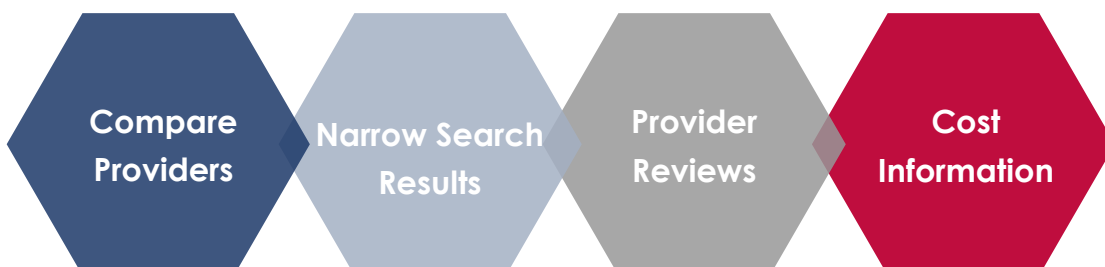 Compare
Providers
Narrow Search
Results
Provider
Reviews
Cost
Information